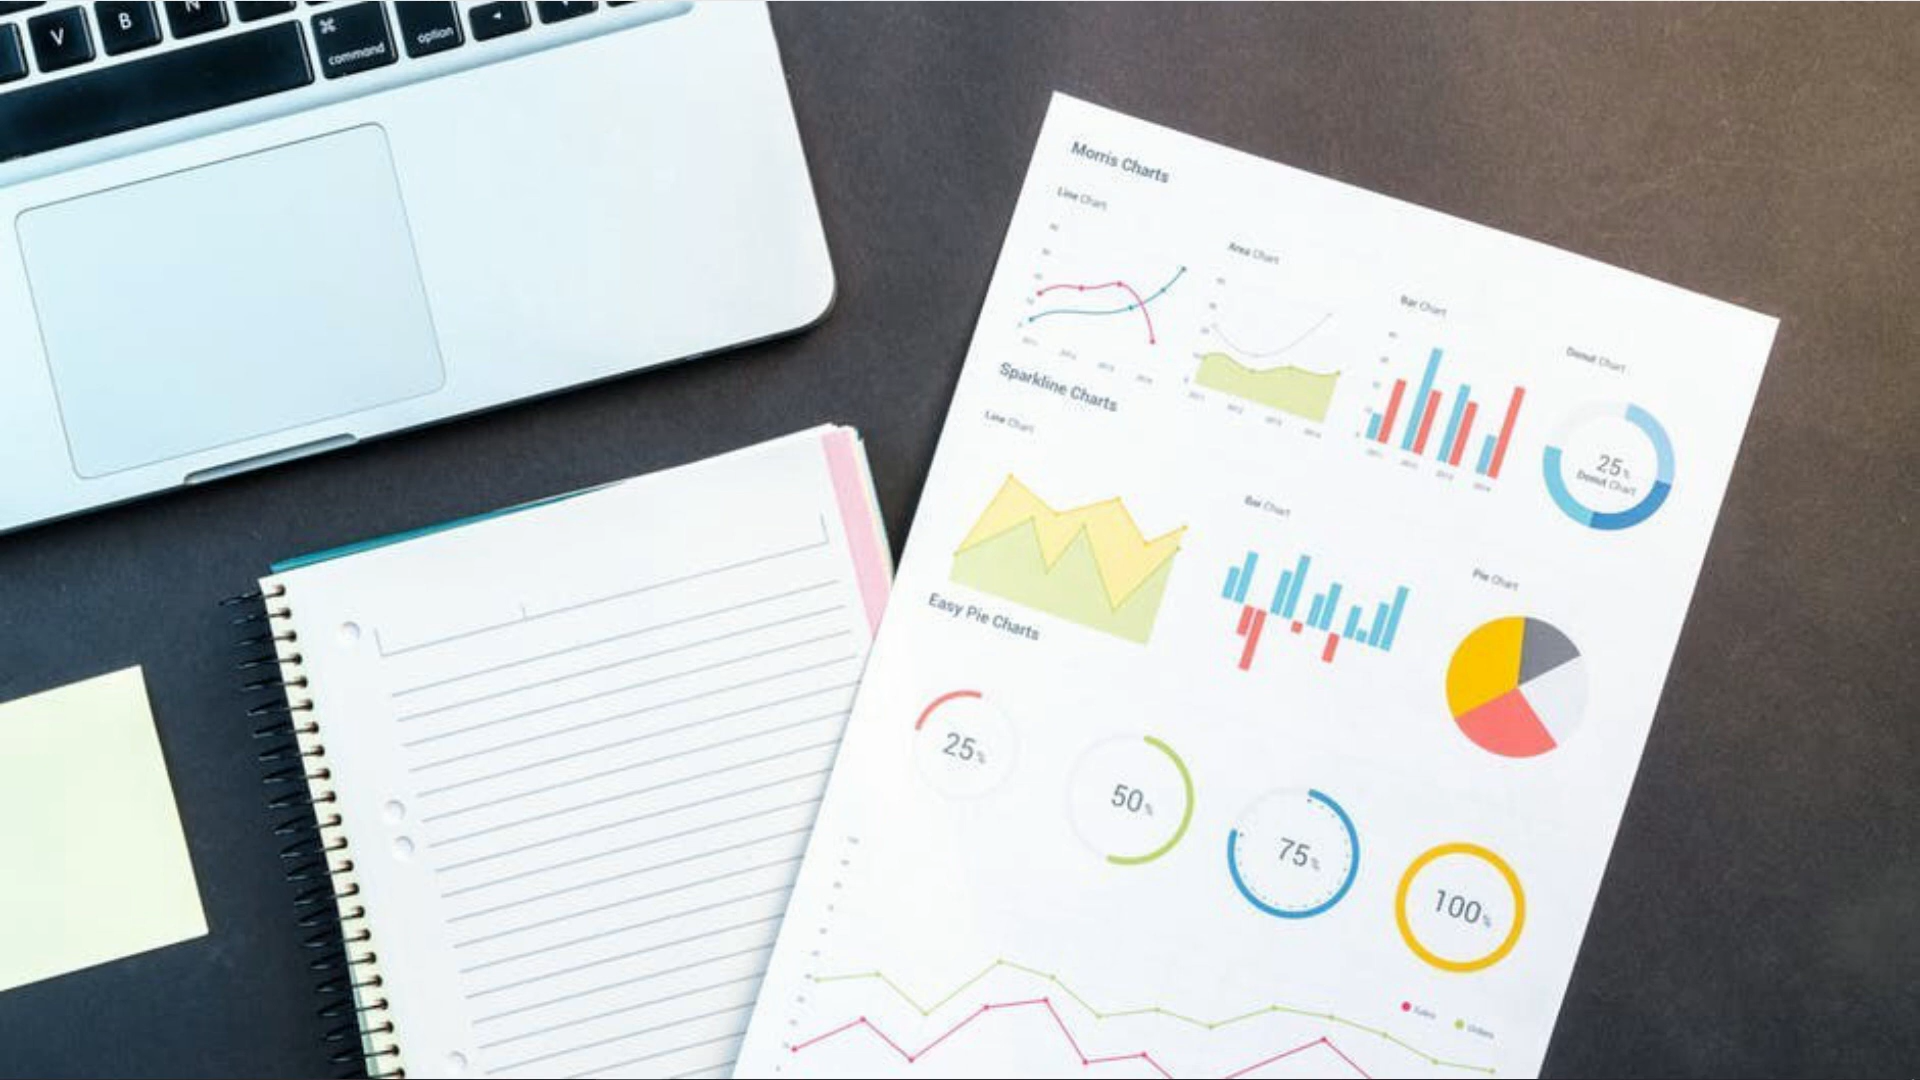 V
B
N
⌘
command
option
Morris Charts
Line Chart
Area Chart
Bar Chart
Donut Chart
25%
Donut Chart
Sparkline Charts
Line Chart
Bar Chart
Pie Chart
Easy Pie Charts
25%
50%
75%
100%
Sales
Orders